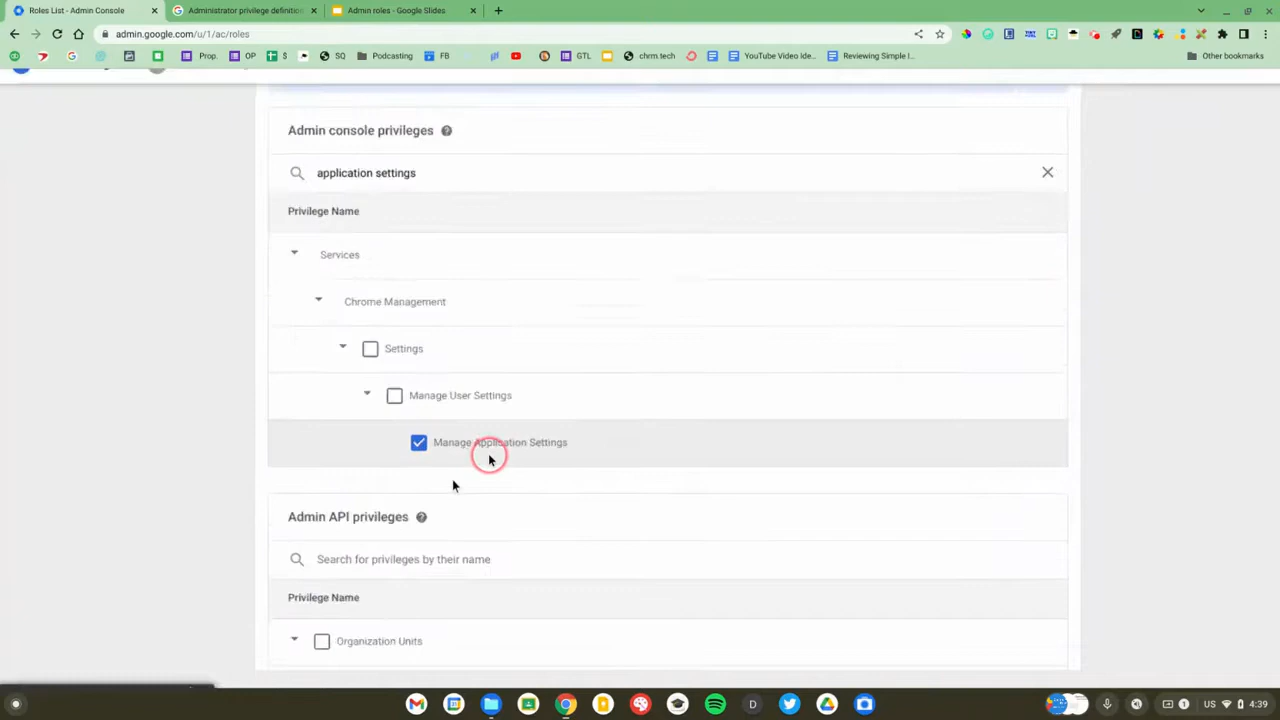 Roles List - Admin Console
Administrator privilege definition
Admin roles - Google Slides
admin.google.com/u/1/ac/roles
Prop.
OP
S
SQ
Podcasting
FB
GTL
chrm.tech
YouTube Video Ide...
Reviewing Simple I...
Other bookmarks
Admin console privileges
application settings
Privilege Name
Services
Chrome Management
Settings
Manage User Settings
Manage Application Settings
Admin API privileges
Search for privileges by their name
Privilege Name
Organization Units
D
US
4:39